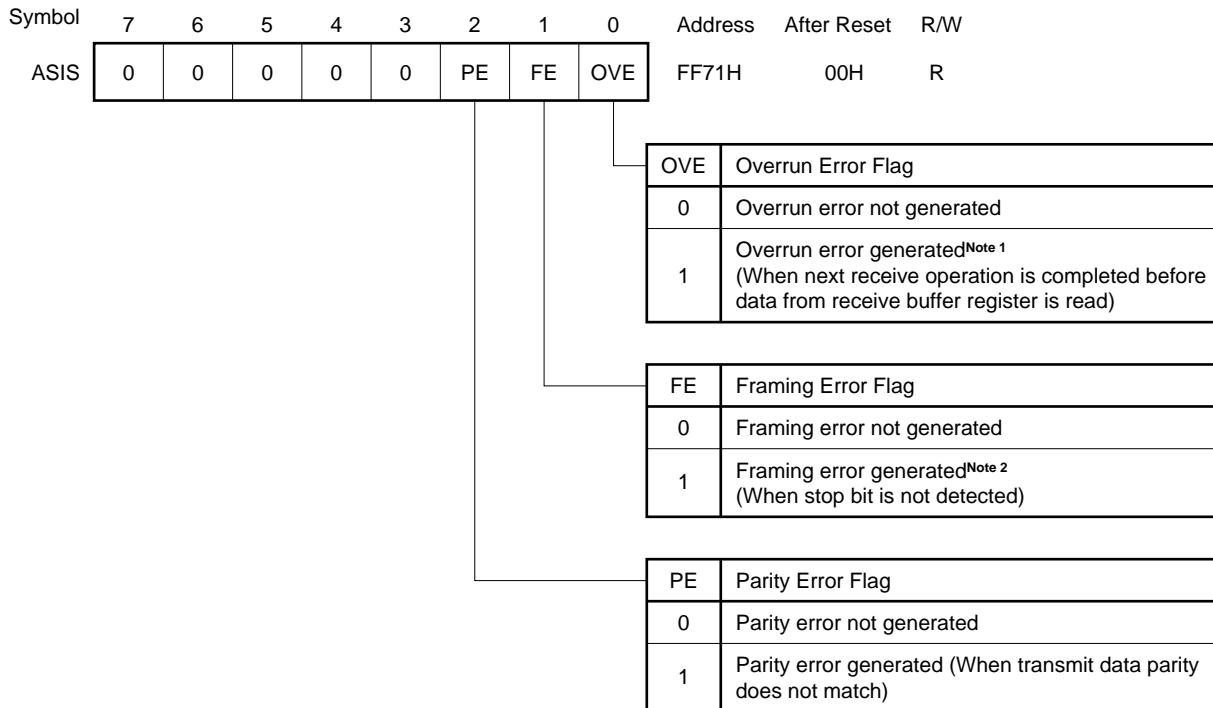 Symbol 7 6 5 4 3 2 1 0 Address After Reset R/W
ASIS 0 0 0 0 0 PE FE OVE FF71H 00H R
OVE Overrun Error Flag
0 Overrun error not generated
1 Overrun error generatedNote 1
(When next receive operation is completed before
data from receive buffer register is read)
FE Framing Error Flag
0 Framing error not generated
1 Framing error generatedNote 2
(When stop bit is not detected)
PE Parity Error Flag
0 Parity error not generated
1 Parity error generated (When transmit data parity
does not match)